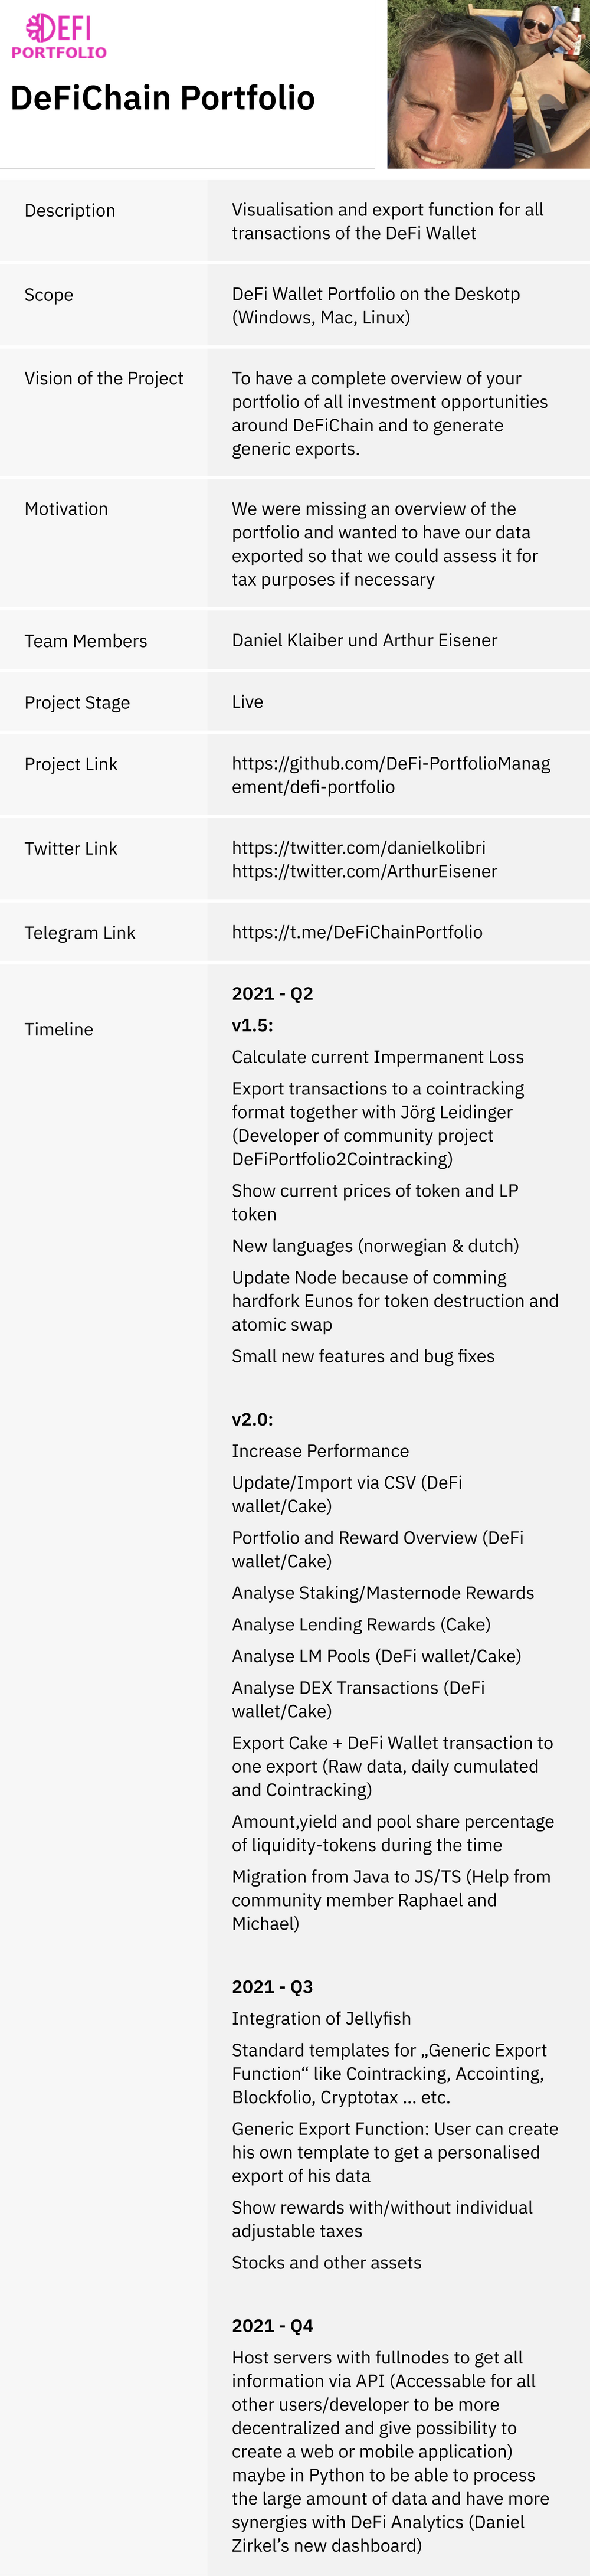 DEFI
PORTFOLIO
DeFiChain Portfolio
Description
Visualisation and export function for all
transactions of the DeFi Wallet
Scope
DeFi Wallet Portfolio on the Deskotp
(Windows, Mac, Linux)
Vision of the Project
To have a complete overview of your
portfolio of all investment opportunities
around DeFiChain and to generate
generic exports.
Motivation
We were missing an overview of the
portfolio and wanted to have our data
exported so that we could assess it for
tax purposes if necessary
Team Members
Daniel Klaiber und Arthur Eisener
Project Stage
Live
Project Link
https://github.com/DeFi-PortfolioManag
ement/defi-portfolio
Twitter Link
https://twitter.com/danielkolibri
https://twitter.com/ArthurEisener
Telegram Link
https://t.me/DeFiChainPortfolio
Timeline
2021 - Q2
v1.5:
Calculate current Impermanent Loss
Export transactions to a cointracking
format together with Jörg Leidinger
(Developer of community project
DeFiPortfolio2Cointracking)
Show current prices of token and LP
token
New languages (norwegian & dutch)
Update Node because of comming
hardfork Eunos for token destruction and
atomic swap
Small new features and bug fixes
v2.0:
Increase Performance
Update/Import via CSV (DeFi
wallet/Cake)
Portfolio and Reward Overview (DeFi
wallet/Cake)
Analyse Staking/Masternode Rewards
Analyse Lending Rewards (Cake)
Analyse LM Pools (DeFi wallet/Cake)
Analyse DEX Transactions (DeFi
wallet/Cake)
Export Cake + DeFi Wallet transaction to
one export (Raw data, daily cumulated
and Cointracking)
Amount,yield and pool share percentage
of liquidity-tokens during the time
Migration from Java to JS/TS (Help from
community member Raphael and
Michael)
2021 - Q3
Integration of Jellyfish
Standard templates for „Generic Export
Function“ like Cointracking, Accointing,
Blockfolio, Cryptotax ... etc.
Generic Export Function: User can create
his own template to get a personalised
export of his data
Show rewards with/without individual
adjustable taxes
Stocks and other assets
2021 - Q4
Host servers with fullnodes to get all
information via API (Accessable for all
other users/developer to be more
decentralized and give possibility to
create a web or mobile application)
maybe in Python to be able to process
the large amount of data and have more
synergies with DeFi Analytics (Daniel
Zirkel’s new dashboard)